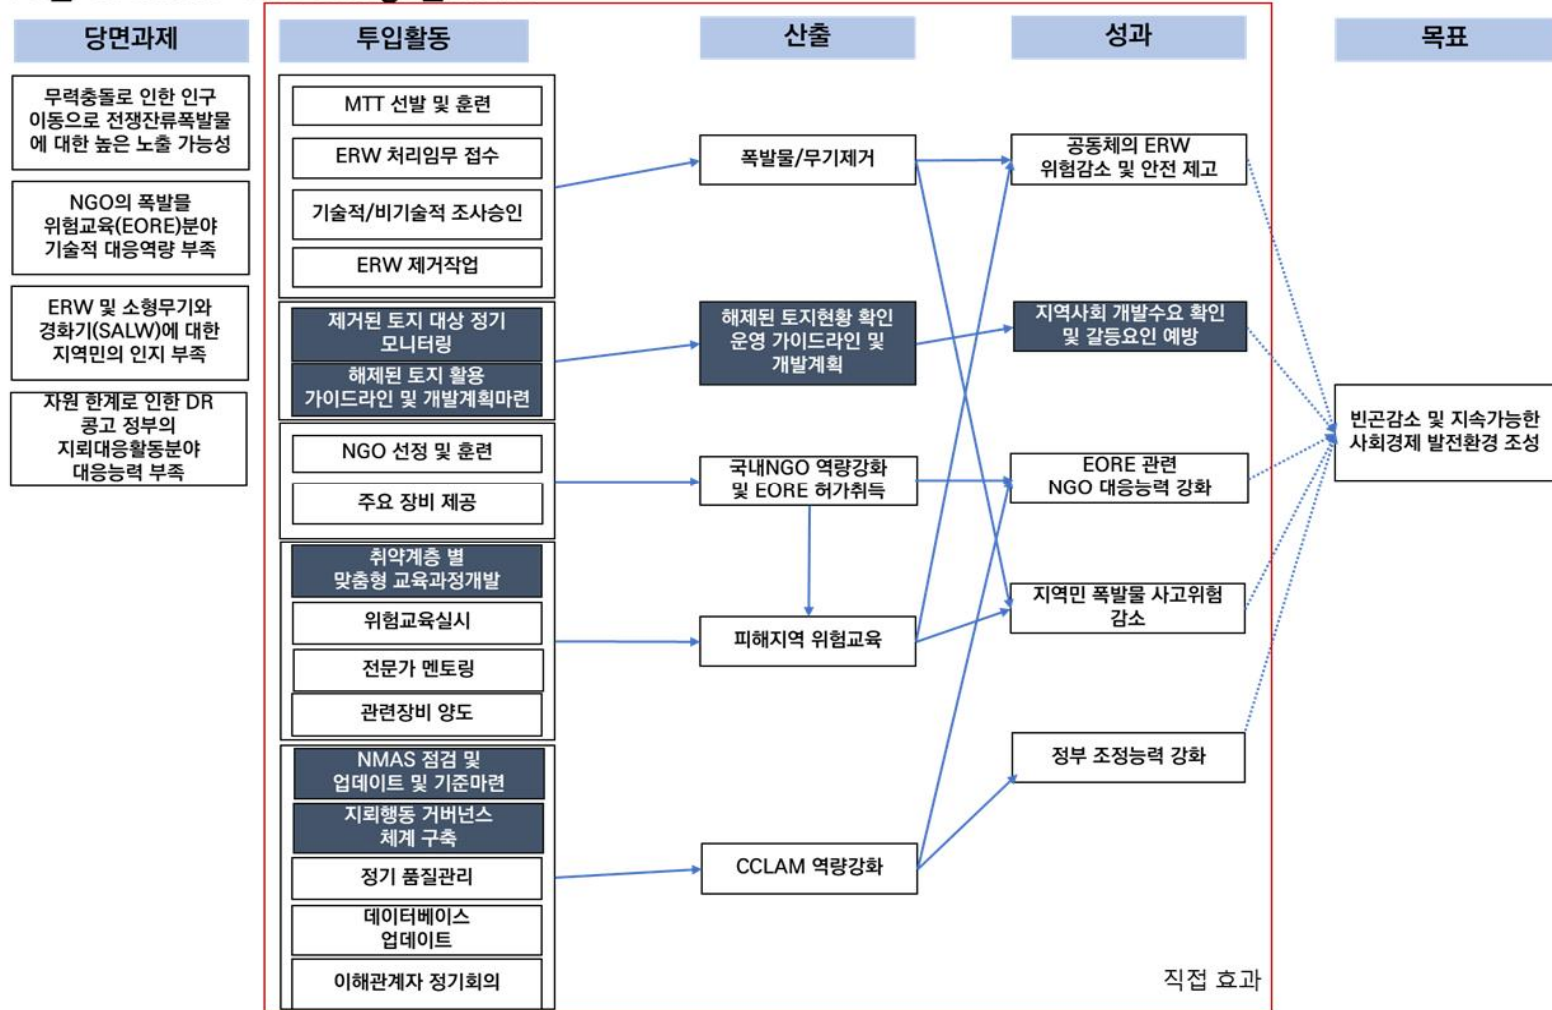 당면과제
무력충돌로 인한 인구
이동으로 전쟁잔류폭발물
에 대한 높은 노출 가능성
NGO의 폭발믈
위험교육(EORE)분야
기술적 대응역량 부족
ERW 및 소형무기와
경화기(SALW)에 대한
지역민의 인지 부족
자원 한계로 인한 DR
콩고 정부의
지뢰대응활동분야
대응능력 부족
투입활동
MTT 선발 및 훈련
ERW 처리임무 접수
기술적/비기술적 조사승인
ERW 제거작업
제거된 토지 대상 정기
모니터링
해제된 토지 활용
가이드라인 및 개발계획마련
NGO 선정 및 훈련
주요 장비 제공
취약계층 별
맞춤형 교육과정개발
위험교육실시
전문가 멘토링
관련장비 양도
NMAS 점검 및
업데이트 및 기준마련
지뢰행동 거버넌스
체계 구축
정기 품질관리
데이터베이스
업데이트
이해관계자 정기회의
산출
폭발물/무기제거
해제된 토지현황 확인
운영 가이드라인 및
개발계획
국내NGO 역량강화
및 EORE 허가취득
피해지역 위험교육
CCLAM 역량강화
성과
공동체의 ERW
위험감소 및 안전 제고
지역사회 개발수요 확인
및 갈등요인 예방
EORE 관련
NGO 대응능력 강화
지역민 폭발물 사고위험
감소
정부 조정능력 강화
직접 효과
목표
빈곤감소 및 지속가능한
사회경제 발전환경 조성